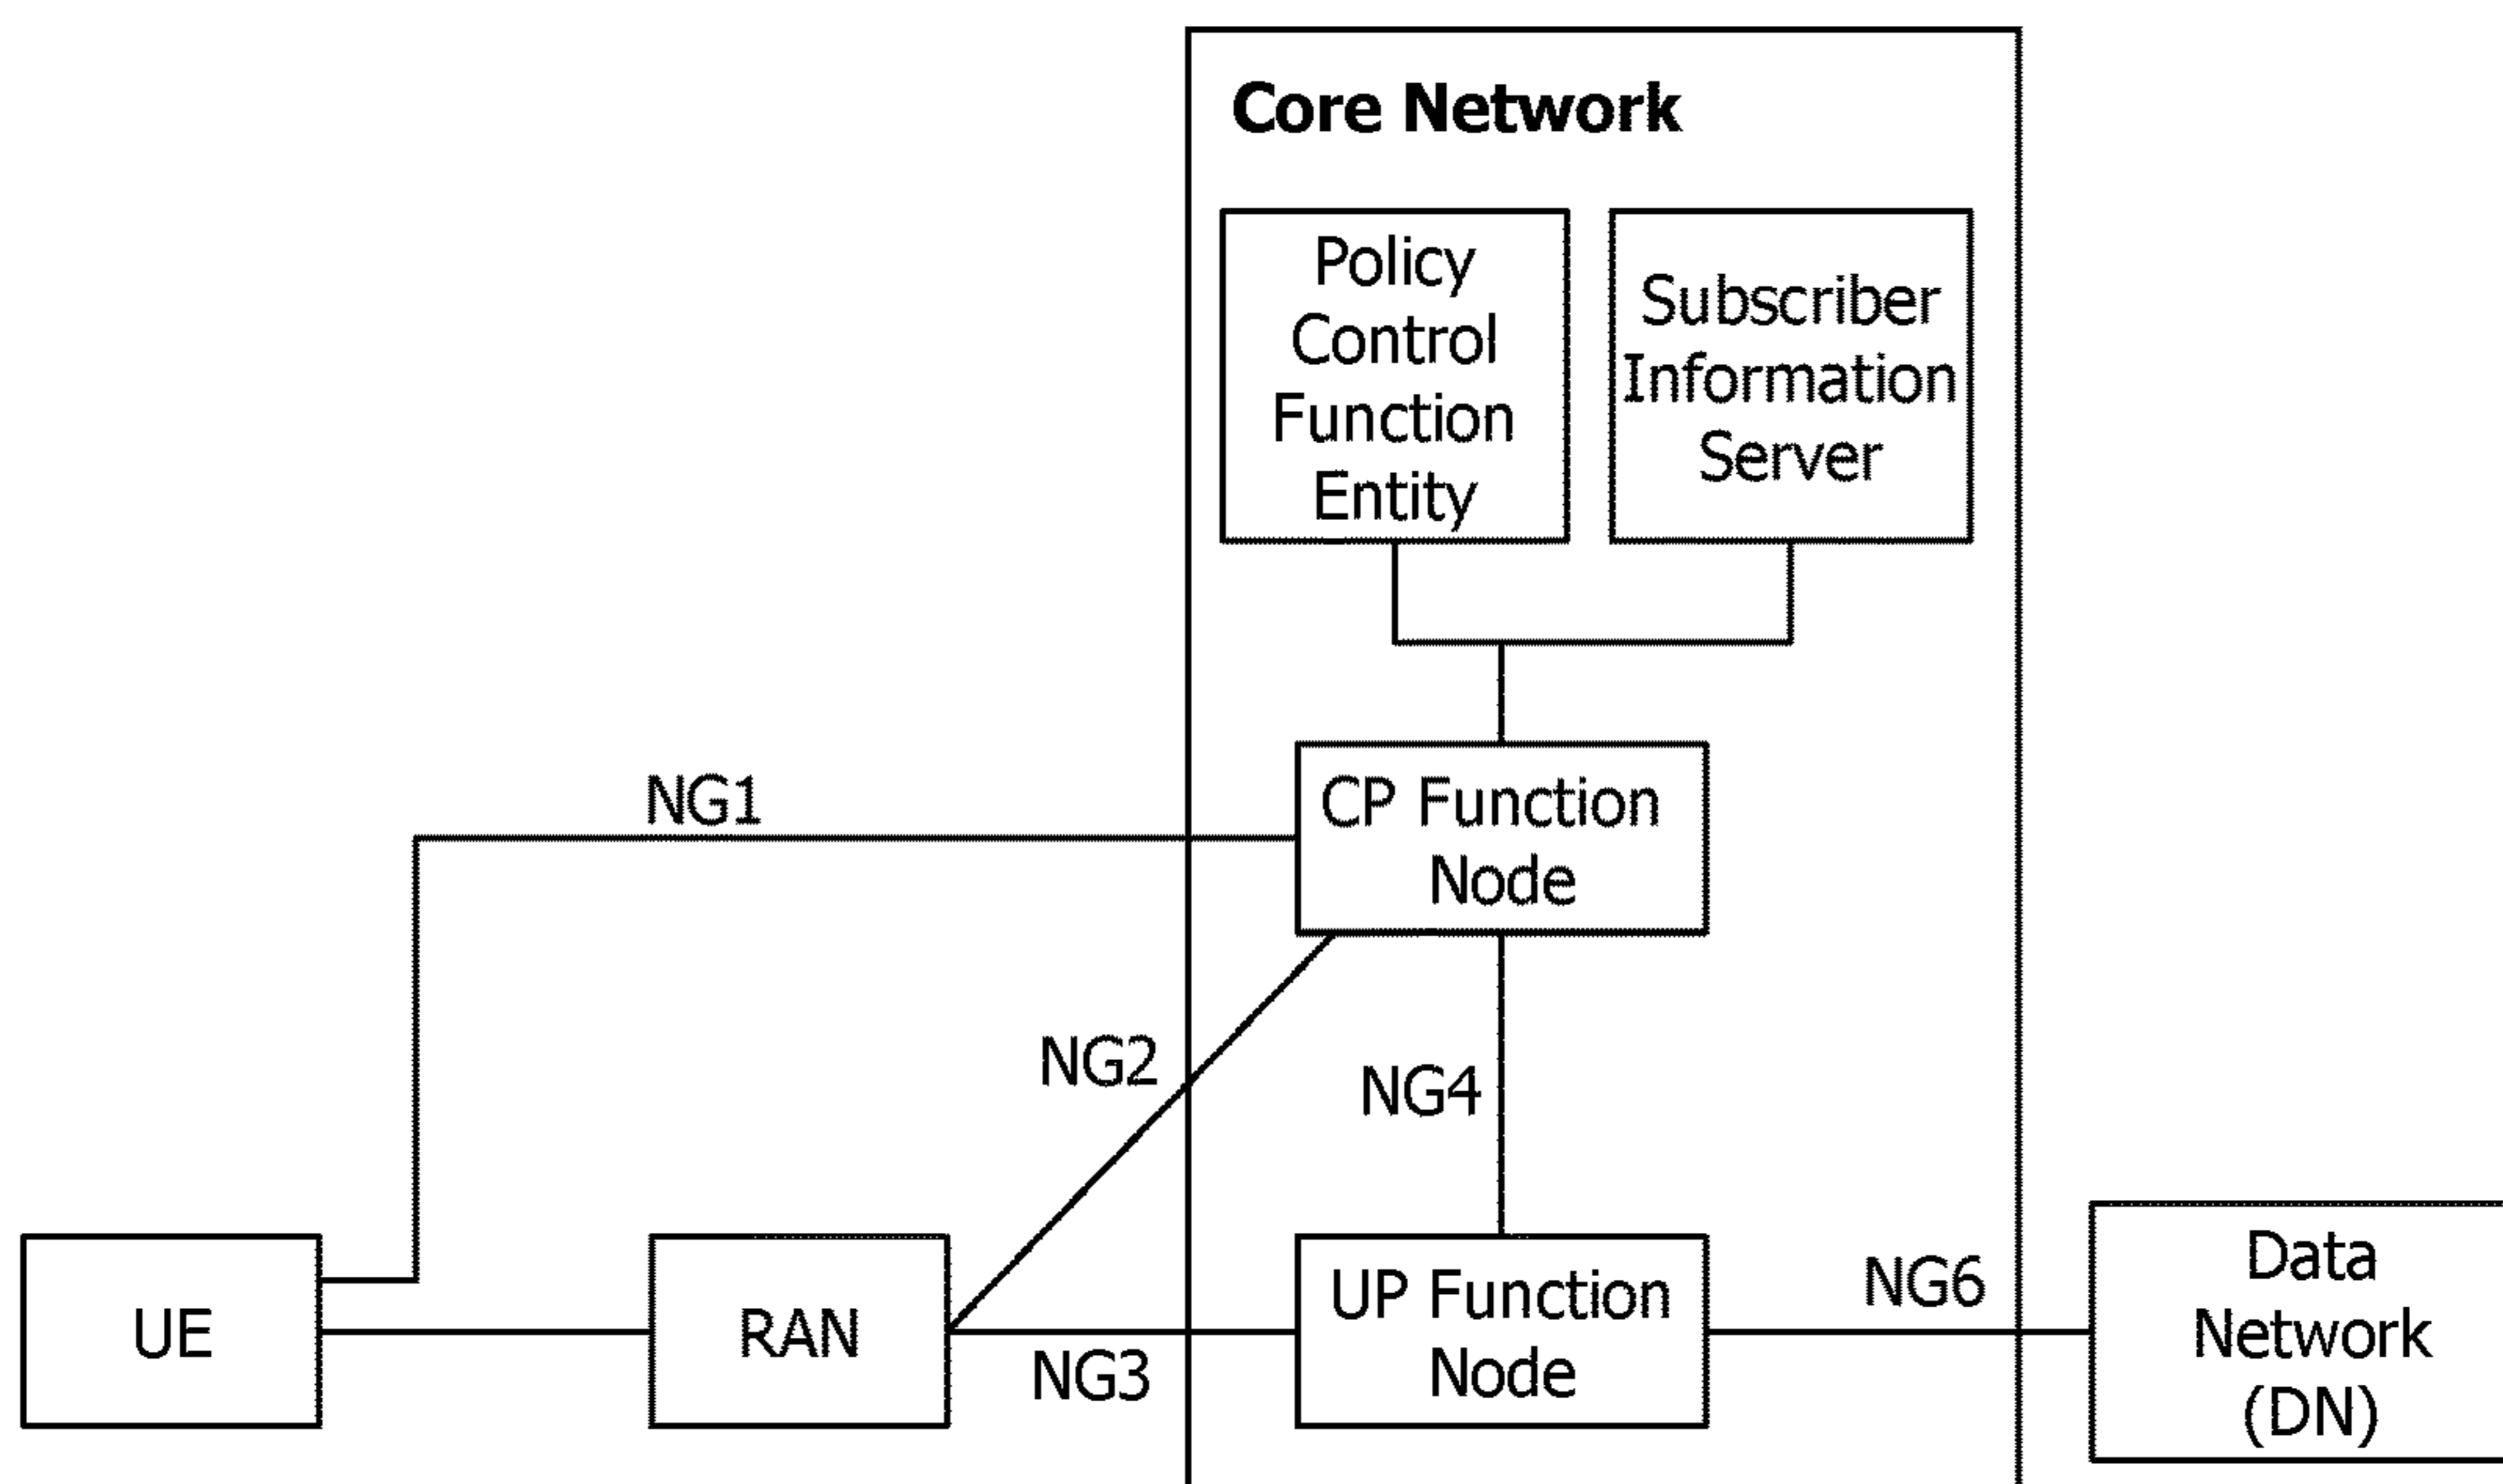 Core Network
Policy
Control
Function
Entity
Subscriber
Information
Server
NG1
CP Function
Node
NG2
NG4
UE
RAN
NG3
UP Function
Node
NG6
Data
Network
(DN)